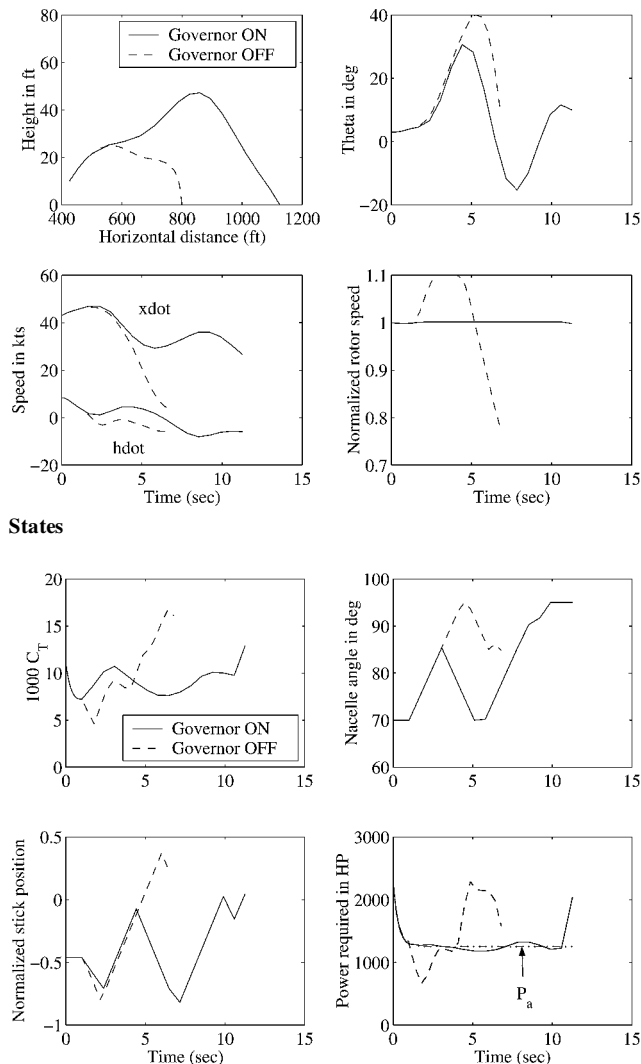 60
40
20
0
Height in ft
Governor ON
Governor OFF
400 600 800 1000 1200
Horizontal distance (ft)
40
20
0
−20
Theta in deg
0 5 10 15
60
40
20
0
−20
Speed in kts
xdot
hdot
0 5 10 15
Time (sec)
1.1
1
0.9
0.8
0.7
Normalized rotor speed
0 5 10 15
Time (sec)
States
20
15
10
5
0
1000 C_T
Governor ON
Governor OFF
0 5 10 15
100
90
80
70
60
Nacelle angle in deg
0 5 10 15
0.5
0
−0.5
−1
Normalized stick position
0 5 10 15
Time (sec)
3000
2000
1000
0
Power required in HP
P_a
0 5 10 15
Time (sec)